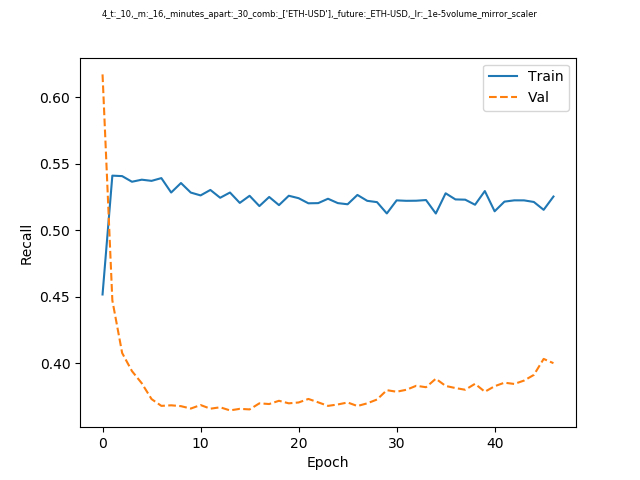 4_t:_10,_m:_16,_minutes_apart:_30_comb:_['ETH-USD'],_future:_ETH-USD,_lr:_1e-5volume_mirror_scaler
Train
Val
0.60
0.55
0.50
0.45
0.40
Recall
0 10 20 30 40
Epoch